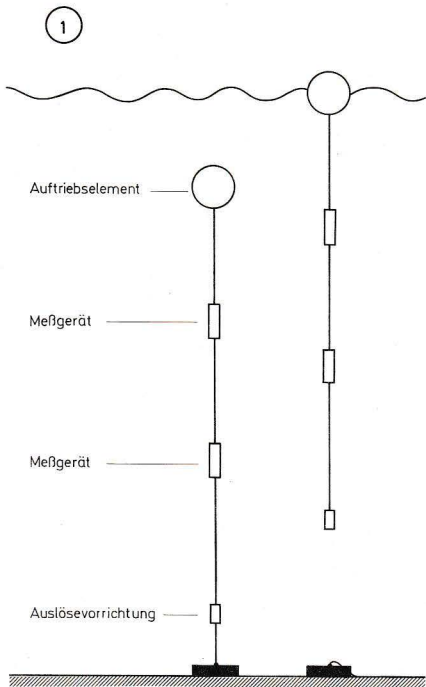 1
Auftriebselement
Meßgerät
Meßgerät
Auslösevorrichtung